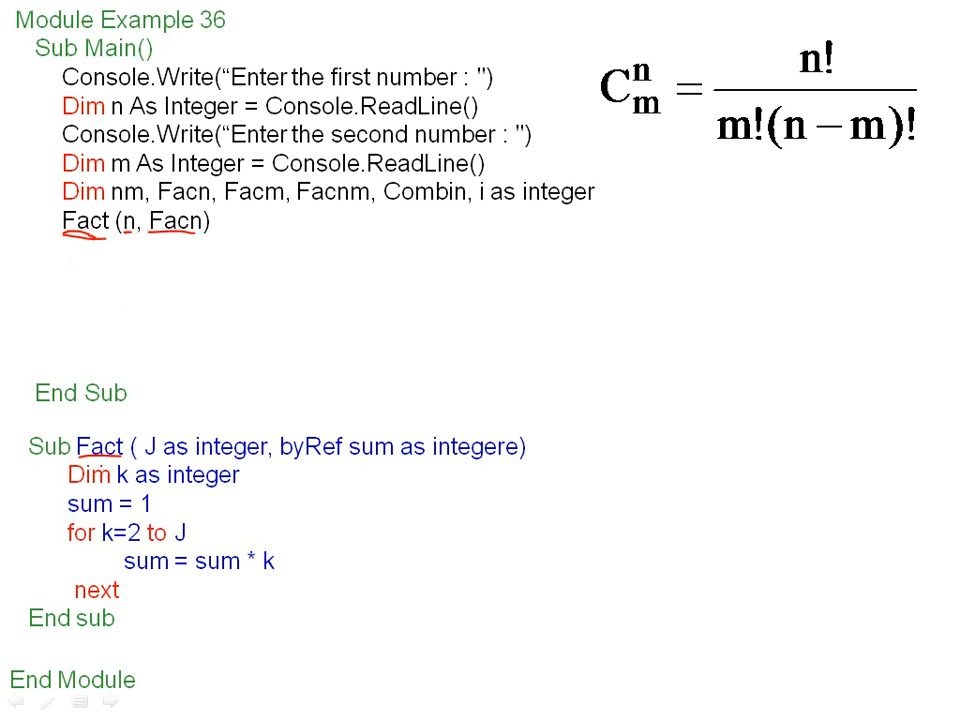 Module Example 36
Sub Main()
Console.Write(“Enter the first number : ")
Dim n As Integer = Console.ReadLine()
Console.Write(“Enter the second number : ")
Dim m As Integer = Console.ReadLine()
Dim nm, Facn, Facm, Facnm, Combin, i as integer
Fact (n, Facn)
End Sub
Sub Fact ( J as integer, byRef sum as integere)
Dim k as integer
sum = 1
for k=2 to J
sum = sum * k
next
End sub
End Module
C n m = n! / m!(n – m)!